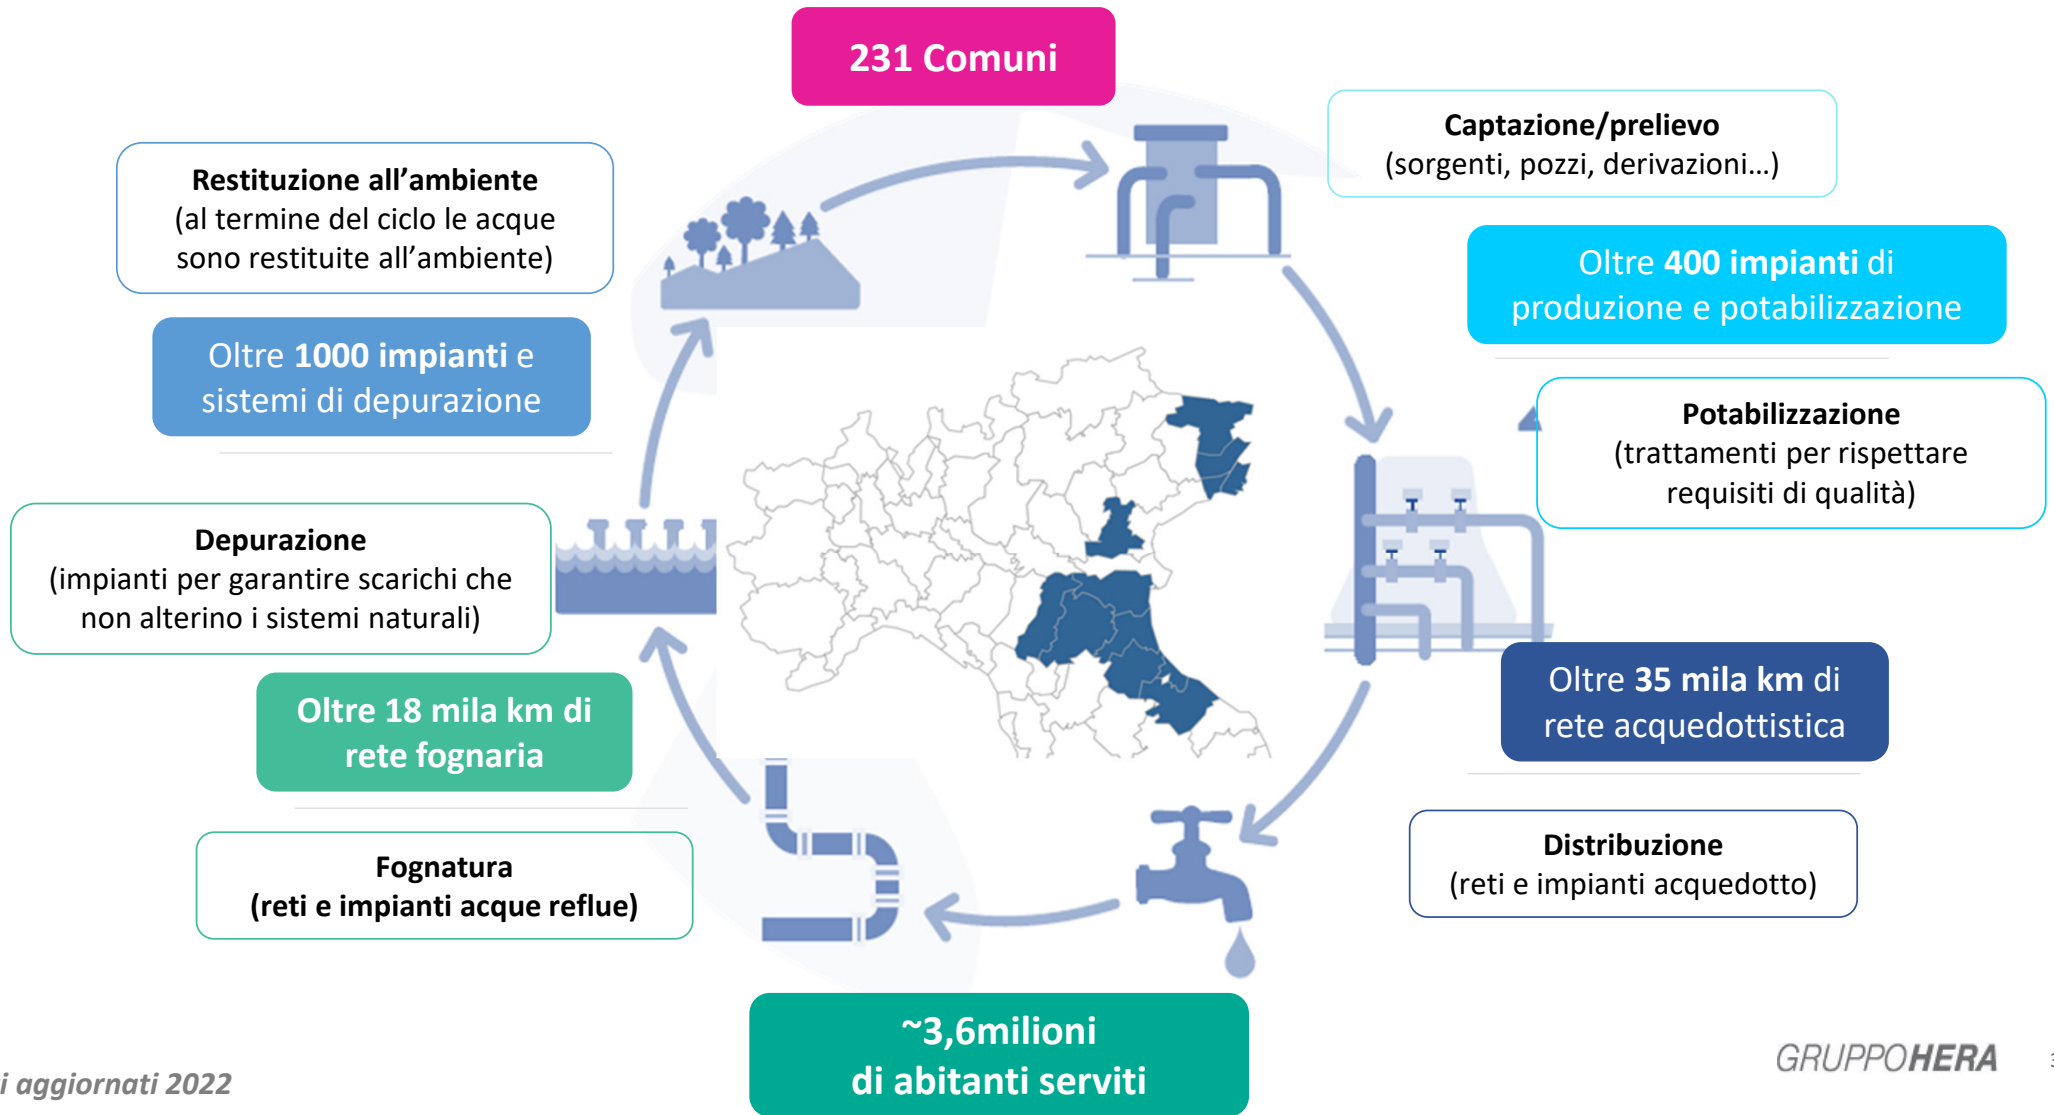 231 Comuni
Captazione/prelievo
(sorgenti, pozzi, derivazioni…)
Restituzione all’ambiente
(al termine del ciclo le acque
sono restituite all’ambiente)
Oltre 400 impianti di
produzione e potabilizzazione
Oltre 1000 impianti e
sistemi di depurazione
Potabilizzazione
(trattamenti per rispettare
requisiti di qualità)
Depurazione
(impianti per garantire scarichi che
non alterino i sistemi naturali)
Oltre 35 mila km di
rete acquedottistica
Oltre 18 mila km di
rete fognaria
Distribuzione
(reti e impianti acquedotto)
Fognatura
(reti e impianti acque reflue)
~3,6milioni
di abitanti serviti
GRUPPOHERA
i aggiornati 2022